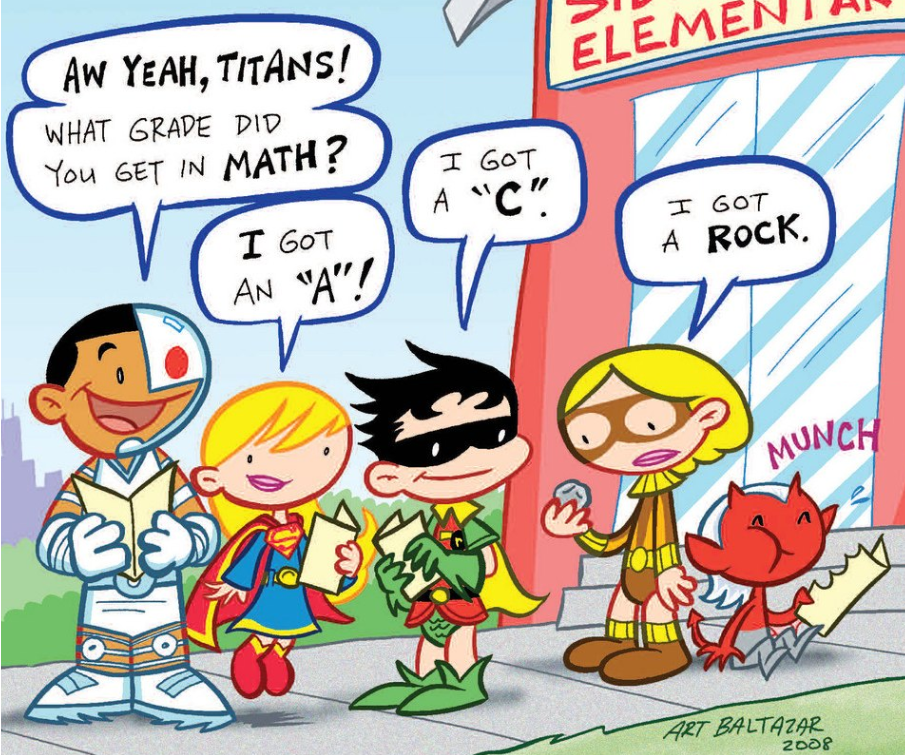 ELEMENTAR
AW YEAH, TITANS!
WHAT GRADE DID
YOU GET IN MATH?
I GOT
AN "A"!
I GOT
A "C".
I GOT
A ROCK.
MUNCH
ART BALTAZAR
2008